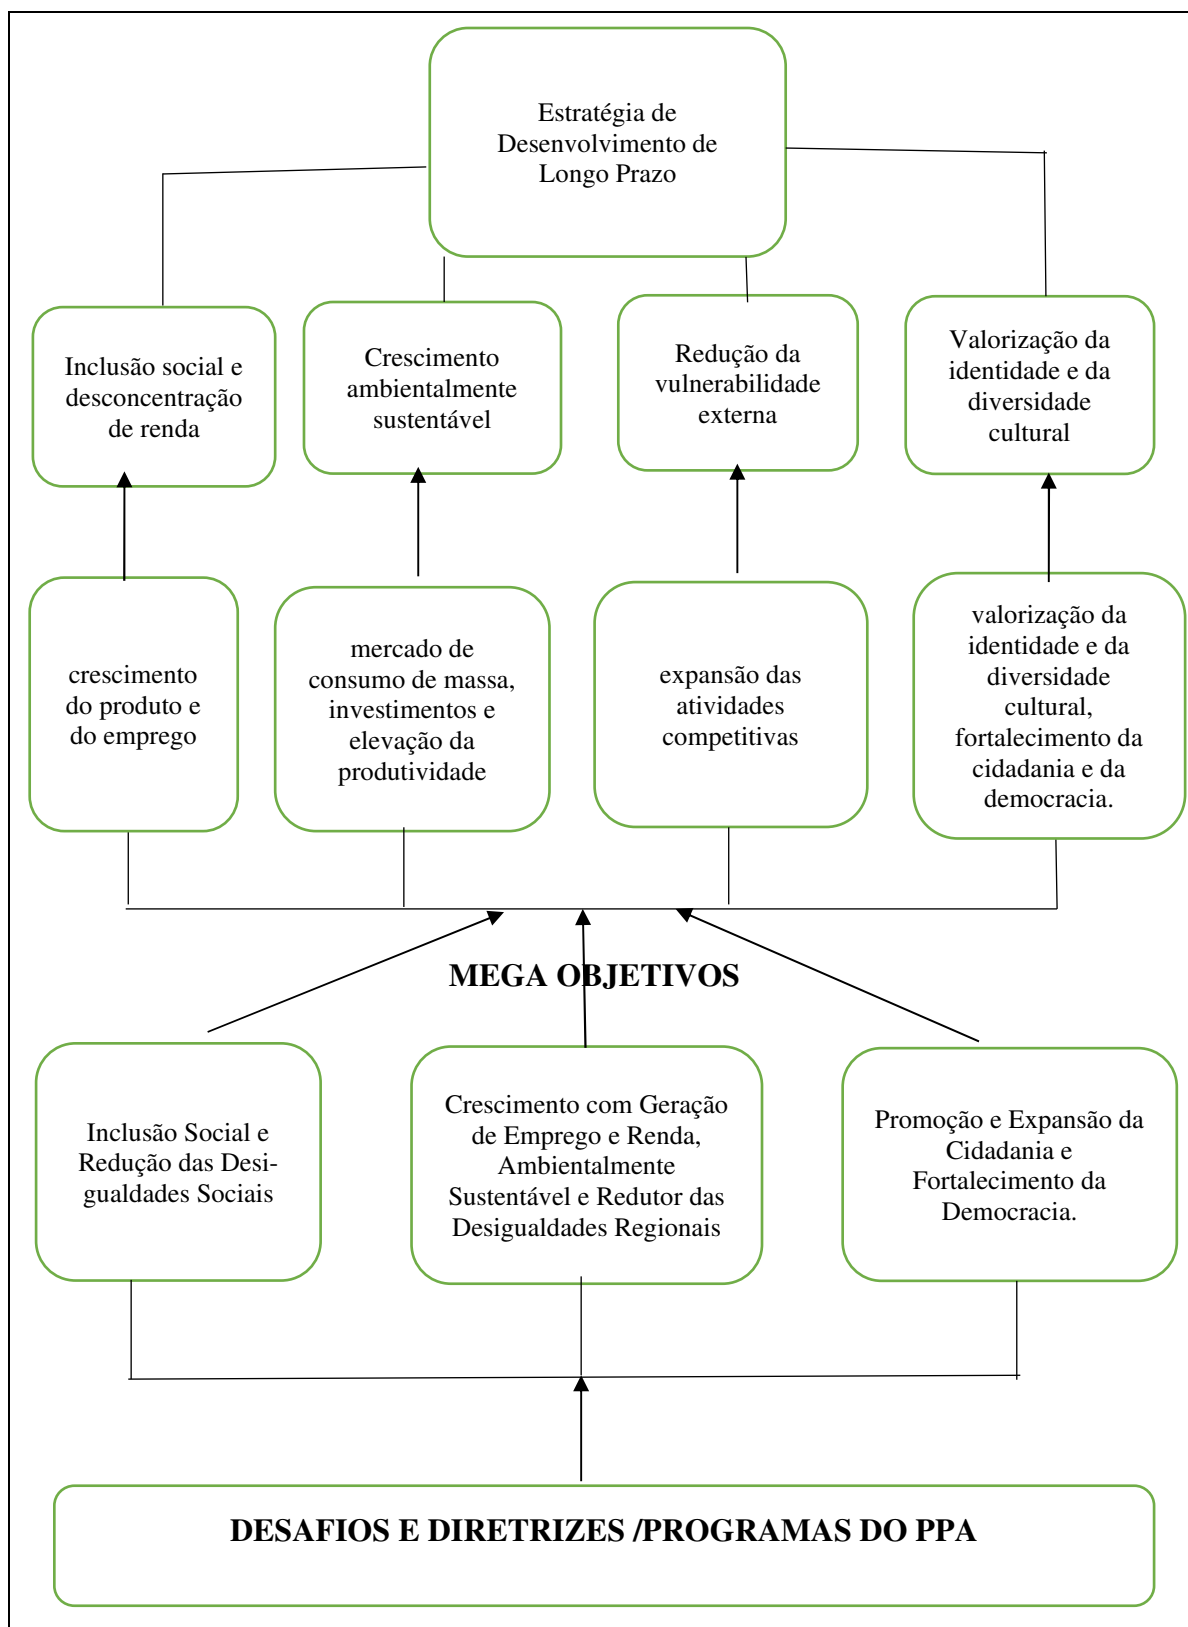 Estratégia de
Desenvolvimento de
Longo Prazo
Inclusão social e
desconcentração
de renda
Crescimento
ambientalmente
sustentável
Redução da
vulnerabilidade
externa
Valorização da
identidade e da
diversidade
cultural
crescimento
do produto e
do emprego
mercado de
consumo de massa,
investimentos e
elevação da
produtividade
expansão das
atividades
competitivas
valorização da
identidade e da
diversidade
cultural,
fortalecimento da
cidadania e da
democracia.
MEGA OBJETIVOS
Inclusão Social e
Redução das Desi-
gualdades Sociais
Crescimento com Geração
de Emprego e Renda,
Ambientalmente
Sustentável e Redutor das
Desigualdades Regionais
Promoção e Expansão da
Cidadania e
Fortalecimento da
Democracia.
DESAFIOS E DIRETRIZES /PROGRAMAS DO PPA